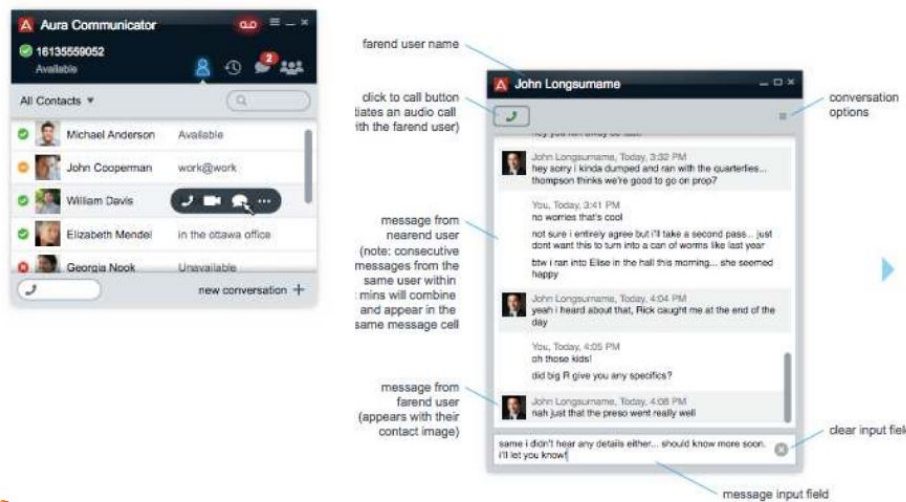 Aura Communicator
16135559052
Available
2
All Contacts
Michael Anderson Available
John Cooperman work@work
William Davis
Elizabeth Mendel in the ottawa office
Georgia Nook Unavailable
new conversation +
farend user name
click to call button
tiates an audio call
ith the farend user)
message from
nearend user
(note: consecutive
messages from the
same user within
mins will combine
and appear in the
same message cell
message from
farend user
(appears with their
contact image)
John Longsurname
John Longsurname, Today, 3:32 PM
hey sorry i kinda dumped and ran with the quarterlies...
thompson thinks we're good to go on prop?
You, Today, 3:41 PM
no worries that's cool
not sure i entirely agree but i'll take a second pass... just
dont want this to turn into a can of worms like last year
btw i ran into Elise in the hall this morning... she seemed
happy
John Longsurname, Today, 4:04 PM
yeah i heard about that, Rick caught me at the end of the
day
You, Today, 4:05 PM
oh those kids!
did big R give you any specifics?
John Longsurname, Today, 4:08 PM
nah just that the preso went really well
same i didn't hear any details either... should know more soon.
i'll let you know!
conversation
options
clear input fiel
message input field